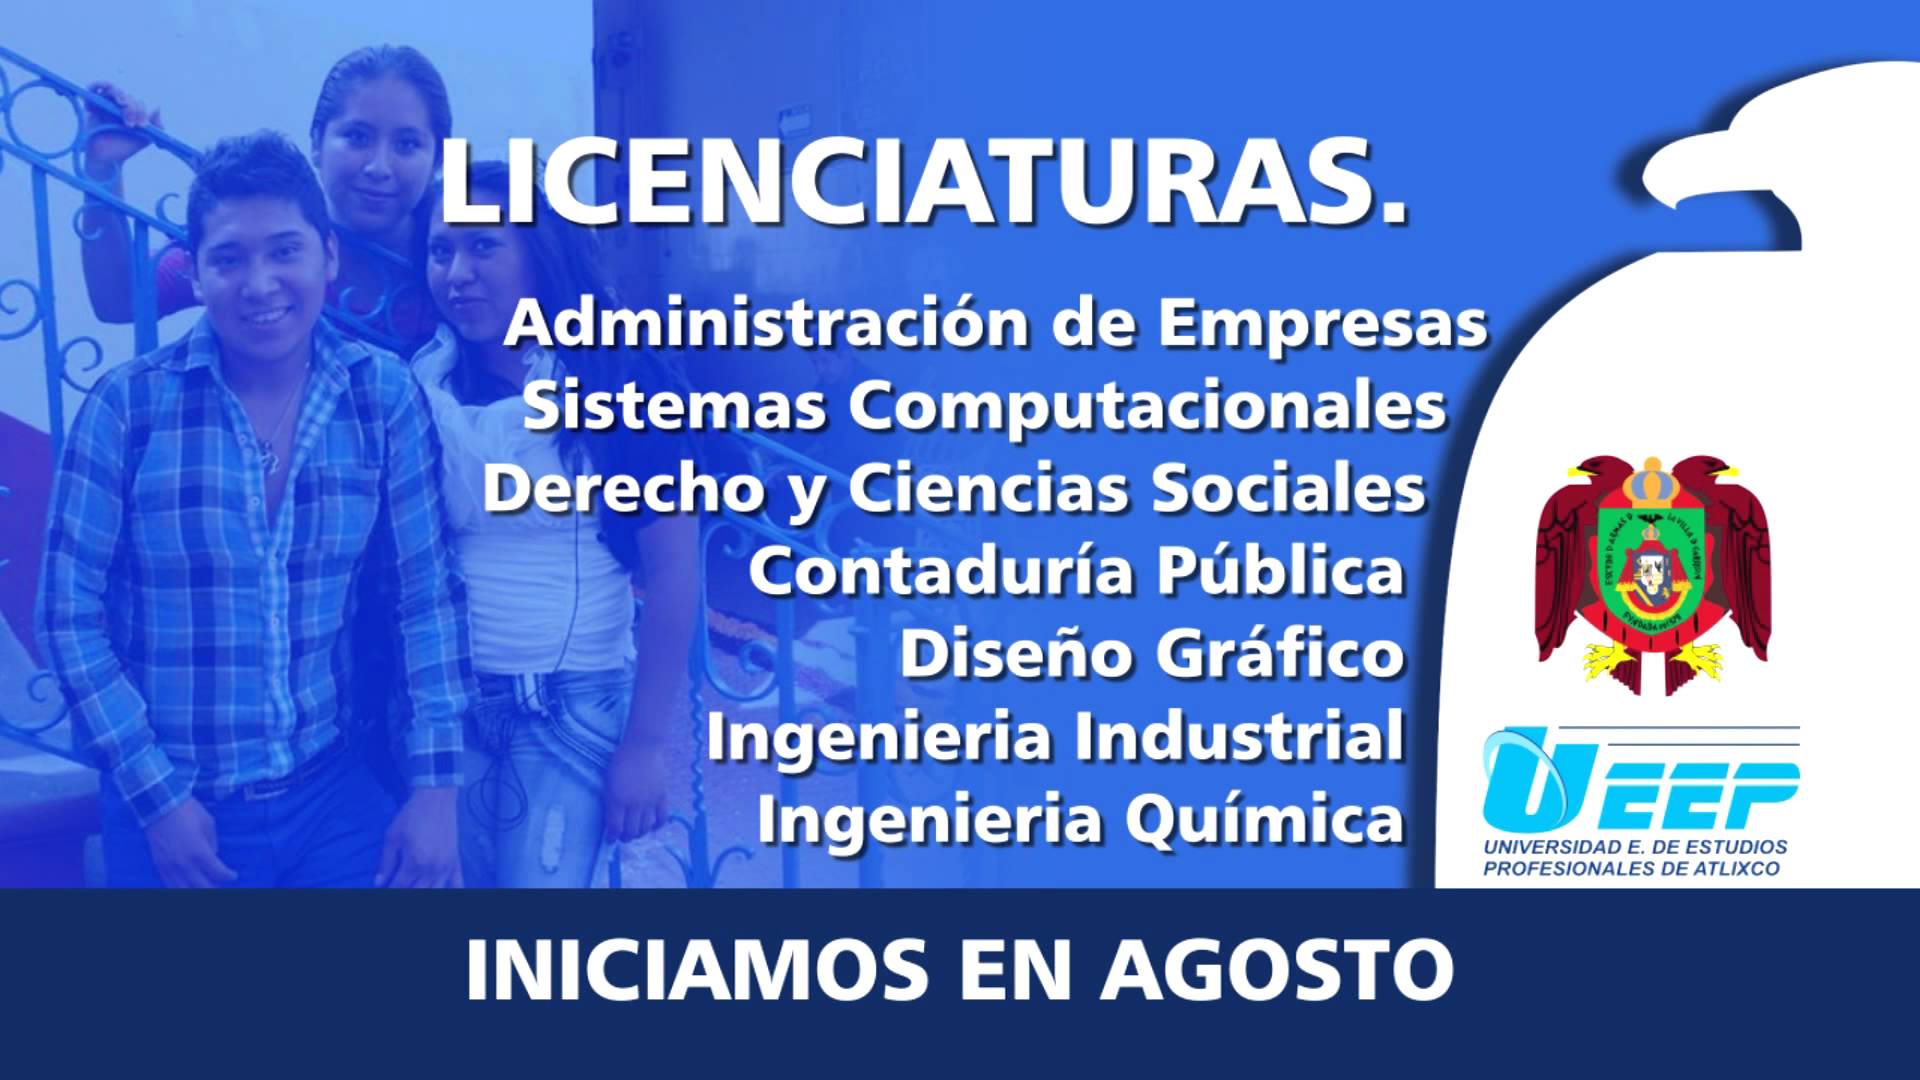 LICENCIATURAS.
Administración de Empresas
Sistemas Computacionales
Derecho y Ciencias Sociales
Contaduría Pública
Diseño Gráfico
Ingenieria Industrial
Ingenieria Química
UEEP
UNIVERSIDAD E. DE ESTUDIOS
PROFESIONALES DE ATLIXCO
INICIAMOS EN AGOSTO